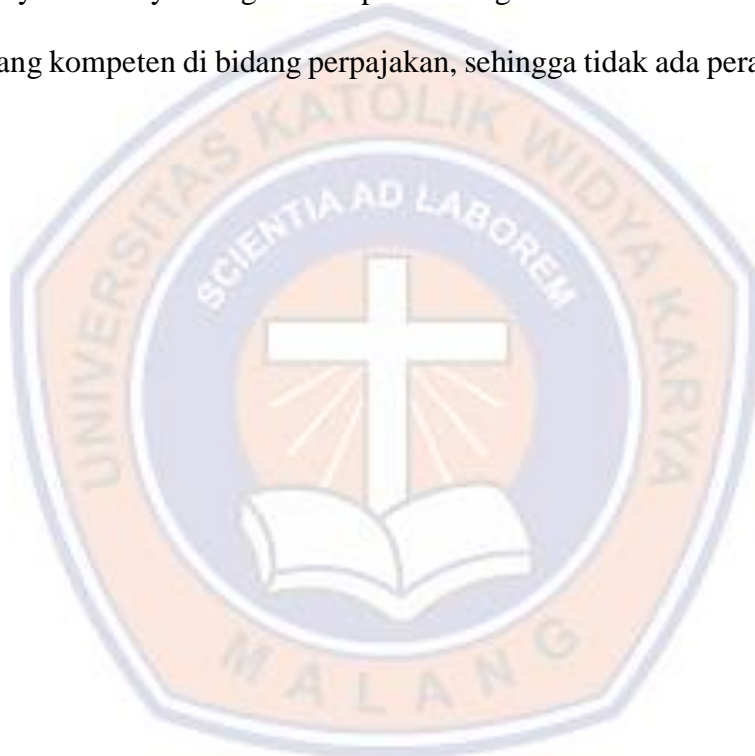 ang kompeten di bidang perpajakan, sehingga tidak ada pera
UNIVERSITAS KATOLIK WIDYA KARYA
SCIENTIA AD LABOREM
MALANG